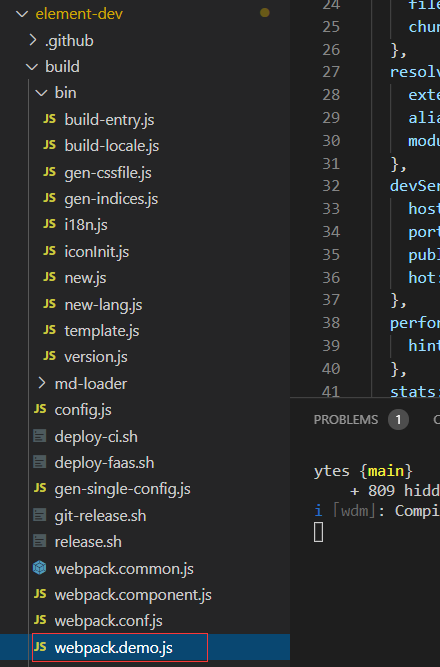 element-dev
.github
build
bin
JS build-entry.js
JS build-locale.js
JS gen-cssfile.js
JS gen-indices.js
JS i18n.js
JS iconInit.js
JS new.js
JS new-lang.js
JS template.js
JS version.js
md-loader
JS config.js
deploy-ci.sh
deploy-faas.sh
JS gen-single-config.js
git-release.sh
release.sh
webpack.common.js
JS webpack.component.js
JS webpack.conf.js
JS webpack.demo.js
24 file
25 chun
26 },
27 resolv
28 exte
29 alia
30 modu
31 },
32 devSer
33 host
34 port
35 publ
36 hot:
37 },
38 perfor
39 hint
40 },
41 stats:
PROBLEMS 1
ytes {main}
+ 809 hidd
i ｢wdm｣: Compi